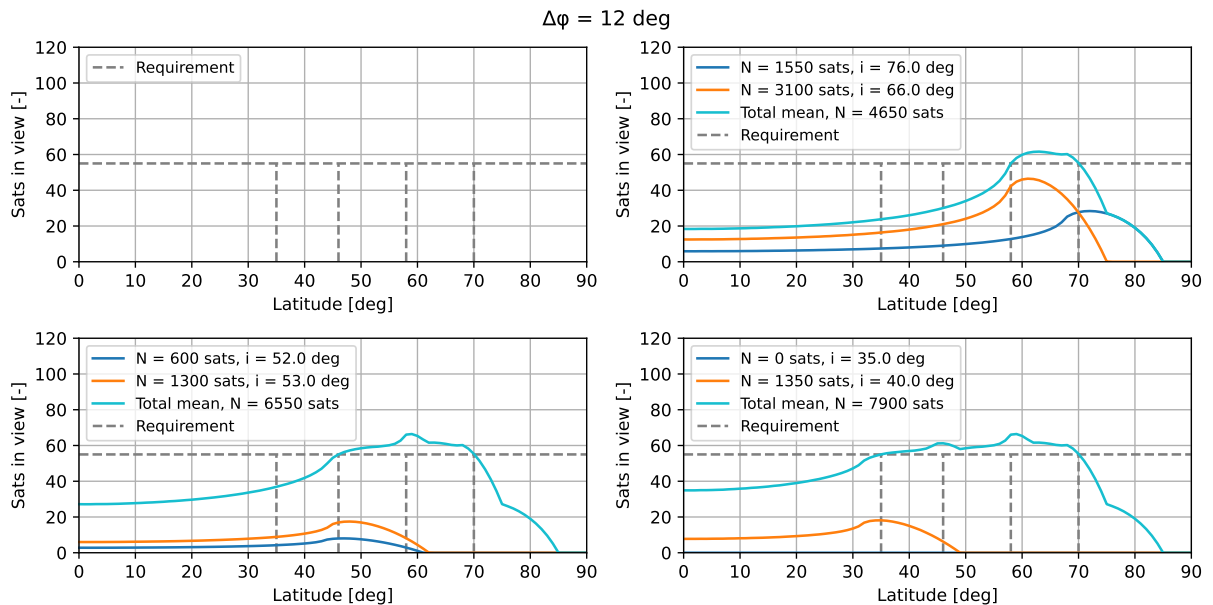 Δφ = 12 deg
120
100
80
60
40
20
0
Sats in view [-]
Requirement
0 10 20 30 40 50 60 70 80 90
Latitude [deg]
120
100
80
60
40
20
0
Sats in view [-]
N = 1550 sats, i = 76.0 deg
N = 3100 sats, i = 66.0 deg
Total mean, N = 4650 sats
Requirement
0 10 20 30 40 50 60 70 80 90
Latitude [deg]
120
100
80
60
40
20
0
Sats in view [-]
N = 600 sats, i = 52.0 deg
N = 1300 sats, i = 53.0 deg
Total mean, N = 6550 sats
Requirement
0 10 20 30 40 50 60 70 80 90
Latitude [deg]
120
100
80
60
40
20
0
Sats in view [-]
N = 0 sats, i = 35.0 deg
N = 1350 sats, i = 40.0 deg
Total mean, N = 7900 sats
Requirement
0 10 20 30 40 50 60 70 80 90
Latitude [deg]